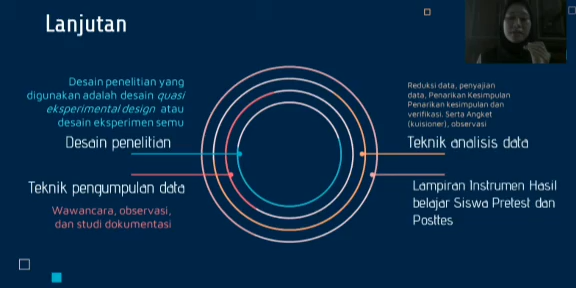 Lanjutan
Desain penelitian yang
digunakan adalah desain quasi
eksperimental design atau
desain eksperimen semu
Desain penelitian
Teknik pengumpulan data
Wawancara, observasi,
dan studi dokumentasi
Reduksi data, penyajian
data, Penarikan Kesimpulan
Penarikan kesimpulan dan
verifikasi. Serta Angket
(kuisioner), observasi
Teknik analisis data
Lampiran Instrumen Hasil
belajar Siswa Pretest dan
Posttes